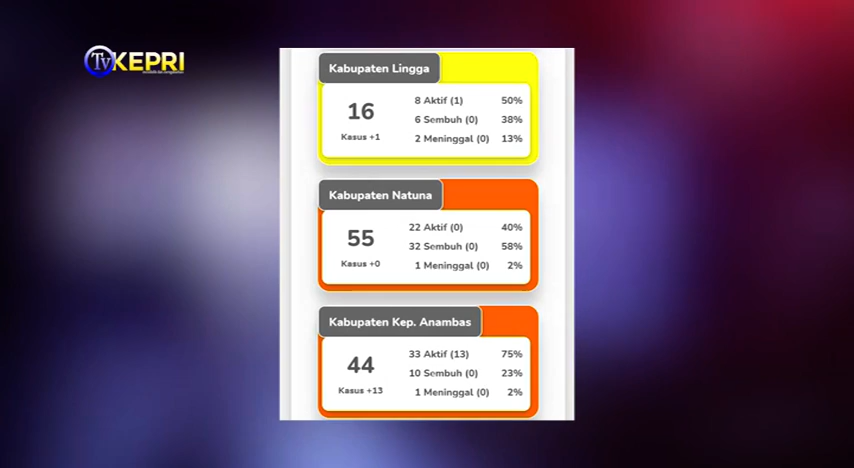 TvKEPRI
Kabupaten Lingga
16
Kasus +1
8 Aktif (1) 50%
6 Sembuh (0) 38%
2 Meninggal (0) 13%
Kabupaten Natuna
55
Kasus +0
22 Aktif (0) 40%
32 Sembuh (0) 58%
1 Meninggal (0) 2%
Kabupaten Kep. Anambas
44
Kasus +13
33 Aktif (13) 75%
10 Sembuh (0) 23%
1 Meninggal (0) 2%